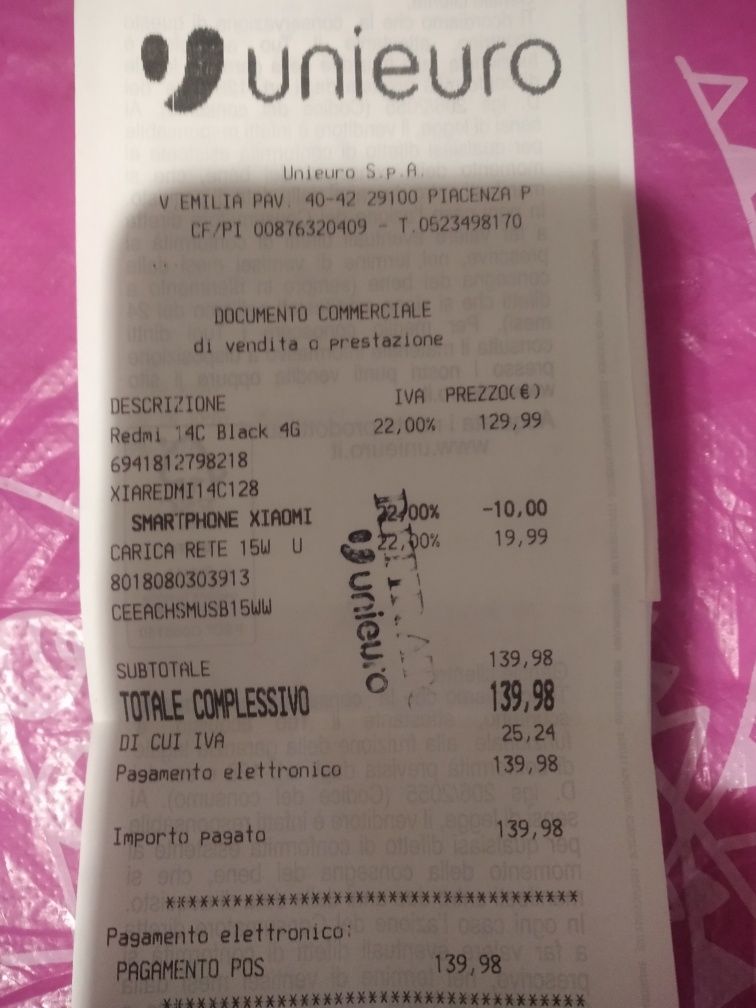 unieuro
Unieuro S.p.A.
V.EMILIA PAV. 40-42 29100 PIACENZA P
CF/PI 00876320409 - T.0523498170
DOCUMENTO COMMERCIALE
di vendita o prestazione
DESCRIZIONE IVA PREZZO(€)
Redmi 14C Black 4G 22,00% 129,99
6941812798218
XIAREDMI14C128
SMARTPHONE XIAOMI 22,00% -10,00
CARICA RETE 15W U 22,00% 19,99
8018080303913
CEEACHSMUSB15WW
unieuro
SUBTOTALE 139,98
TOTALE COMPLESSIVO 139,98
DI CUI IVA 25,24
Pagamento elettronico 139,98
Importo pagato 139,98
****************************************
Pagamento elettronico:
PAGAMENTO POS 139,98
****************************************